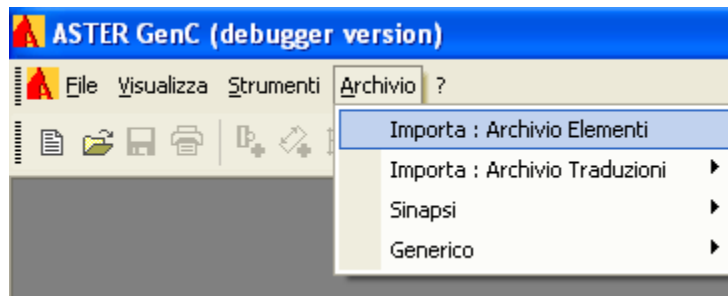 ASTER GenC (debugger version)
File Visualizza Strumenti Archivio ?
Importa : Archivio Elementi
Importa : Archivio Traduzioni
Sinapsi
Generico